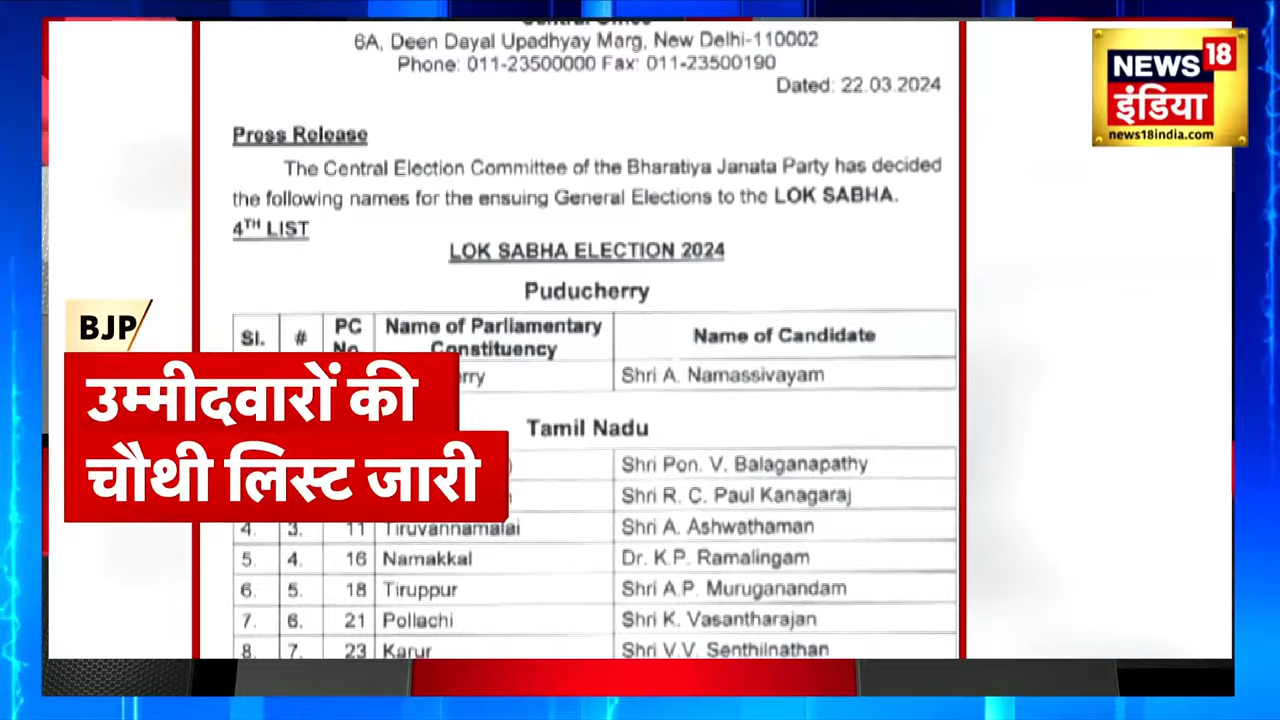 Central Office
6A, Deen Dayal Upadhyay Marg, New Delhi-110002
Phone: 011-23500000 Fax: 011-23500190
Dated: 22.03.2024
NEWS 18
इंडिया
news18india.com
Press Release
The Central Election Committee of the Bharatiya Janata Party has decided
the following names for the ensuing General Elections to the LOK SABHA.
4TH LIST
LOK SABHA ELECTION 2024
Puducherry
Sl. # PC No. Name of Parliamentary Constituency Name of Candidate
rry Shri A. Namassivayam
BJP
उम्मीदवारों की
चौथी लिस्ट जारी
Tamil Nadu
Shri Pon. V. Balaganapathy
Shri R. C. Paul Kanagaraj
4. 3. 11 Tiruvannamalai Shri A. Ashwathaman
5. 4. 16 Namakkal Dr. K.P. Ramalingam
6. 5. 18 Tiruppur Shri A.P. Muruganandam
7. 6. 21 Pollachi Shri K. Vasantharajan
8. 7. 23 Karur Shri V.V. Senthilnathan